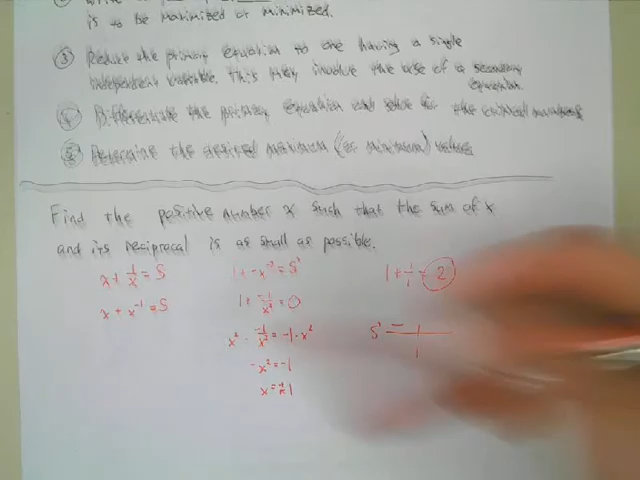 is to be maximized or minimized.
③ Reduce the primary equation to one having a single
independent variable. This may involve the use of a secondary
equation.
④ Differentiate the primary equation and solve for the critical numbers
⑤ Determine the desired maximum (or minimum) values
Find the positive number x such that the sum of x
and its reciprocal is as small as possible.
x + 1/x = S
x + x⁻¹ = S
1 + -x⁻² = S'
1 + -1/x² = 0
x² · -1/x² = -1 · x²
-x² = -1
x = ±1
1 + 1/1 = 2
S'